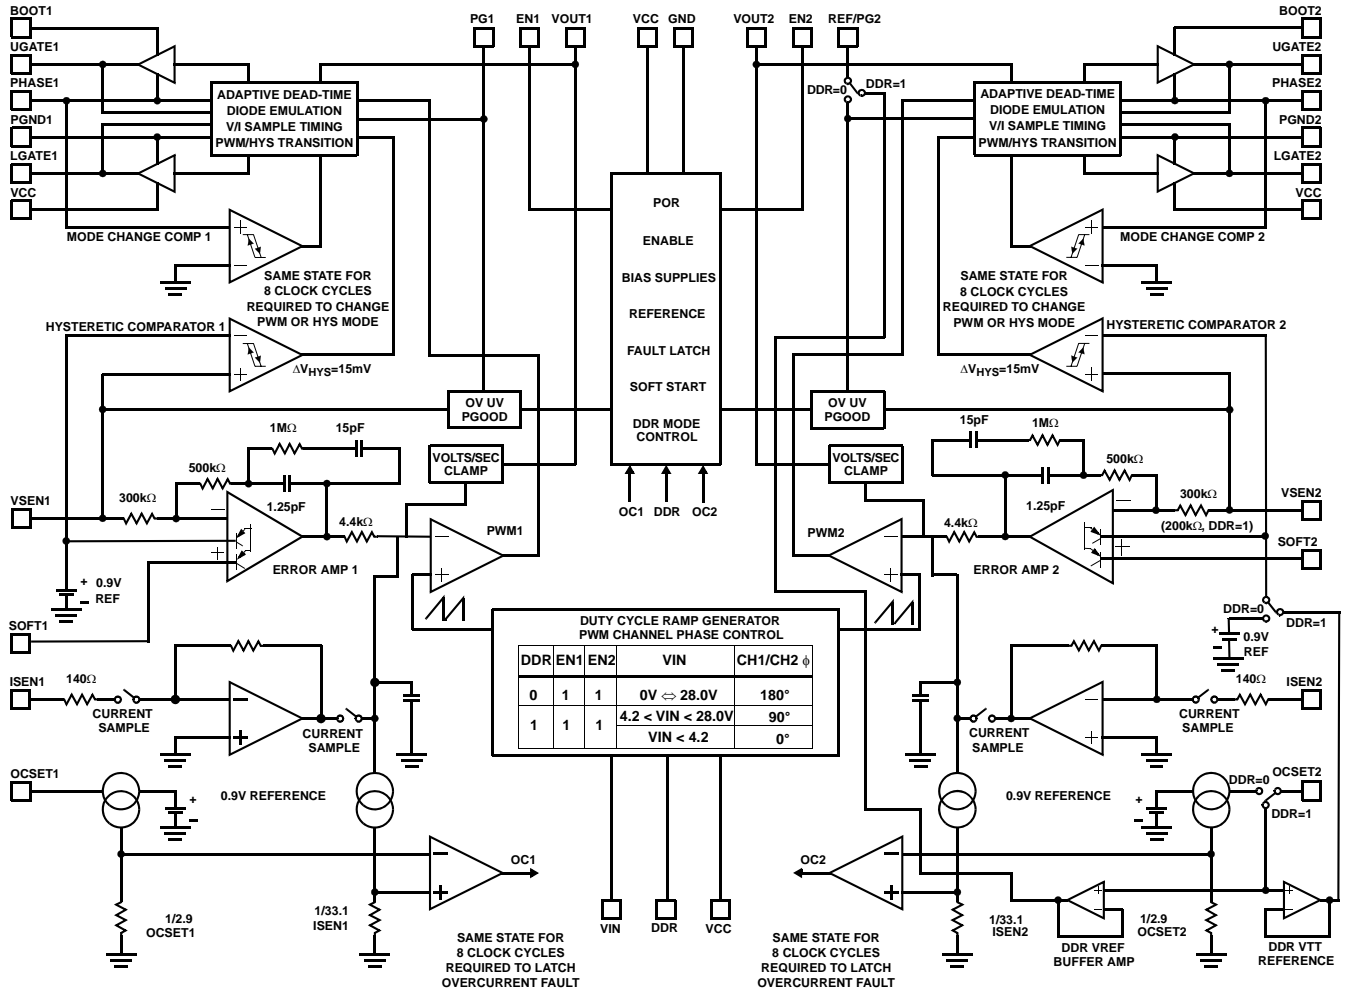 BOOT1
UGATE1
PHASE1
PGND1
LGATE1
VCC
PG1
EN1
VOUT1
VCC
GND
VOUT2
EN2
REF/PG2
DDR=0
DDR=1
BOOT2
UGATE2
PHASE2
PGND2
LGATE2
VCC
ADAPTIVE DEAD-TIME
DIODE EMULATION
V/I SAMPLE TIMING
PWM/HYS TRANSITION
ADAPTIVE DEAD-TIME
DIODE EMULATION
V/I SAMPLE TIMING
PWM/HYS TRANSITION
POR
ENABLE
BIAS SUPPLIES
REFERENCE
FAULT LATCH
SOFT START
DDR MODE
CONTROL
OC1
DDR
OC2
+
−
MODE CHANGE COMP 1
SAME STATE FOR
8 CLOCK CYCLES
REQUIRED TO CHANGE
PWM OR HYS MODE
+
−
MODE CHANGE COMP 2
SAME STATE FOR
8 CLOCK CYCLES
REQUIRED TO CHANGE
PWM OR HYS MODE
HYSTERETIC COMPARATOR 1
−
+
ΔVHYS=15mV
HYSTERETIC COMPARATOR 2
−
+
ΔVHYS=15mV
OV UV
PGOOD
OV UV
PGOOD
1MΩ
15pF
500kΩ
300kΩ
1.25pF
VSEN1
−
+
4.4kΩ
ERROR AMP 1
VOLTS/SEC
CLAMP
−
+
PWM1
+
−
0.9V
REF
SOFT1
VOLTS/SEC
CLAMP
15pF
1MΩ
500kΩ
300kΩ
(200kΩ, DDR=1)
1.25pF
VSEN2
−
+
4.4kΩ
ERROR AMP 2
−
+
PWM2
SOFT2
DDR=0
DDR=1
+
−
0.9V
REF
DUTY CYCLE RAMP GENERATOR
PWM CHANNEL PHASE CONTROL
DDR EN1 EN2 VIN CH1/CH2 ϕ
0 1 1 0V ⇔ 28.0V 180°
1 1 1 4.2 < VIN < 28.0V 90°
VIN < 4.2 0°
VIN
DDR
VCC
ISEN1
140Ω
CURRENT
SAMPLE
−
+
CURRENT
SAMPLE
ISEN2
140Ω
CURRENT
SAMPLE
−
+
CURRENT
SAMPLE
OCSET1
+
−
0.9V REFERENCE
1/2.9
OCSET1
1/33.1
ISEN1
−
+
OC1
SAME STATE FOR
8 CLOCK CYCLES
REQUIRED TO LATCH
OVERCURRENT FAULT
OC2
−
+
SAME STATE FOR
8 CLOCK CYCLES
REQUIRED TO LATCH
OVERCURRENT FAULT
0.9V REFERENCE
+
−
DDR=0
DDR=1
OCSET2
1/33.1
ISEN2
+
−
DDR VREF
BUFFER AMP
1/2.9
OCSET2
+
−
DDR VTT
REFERENCE